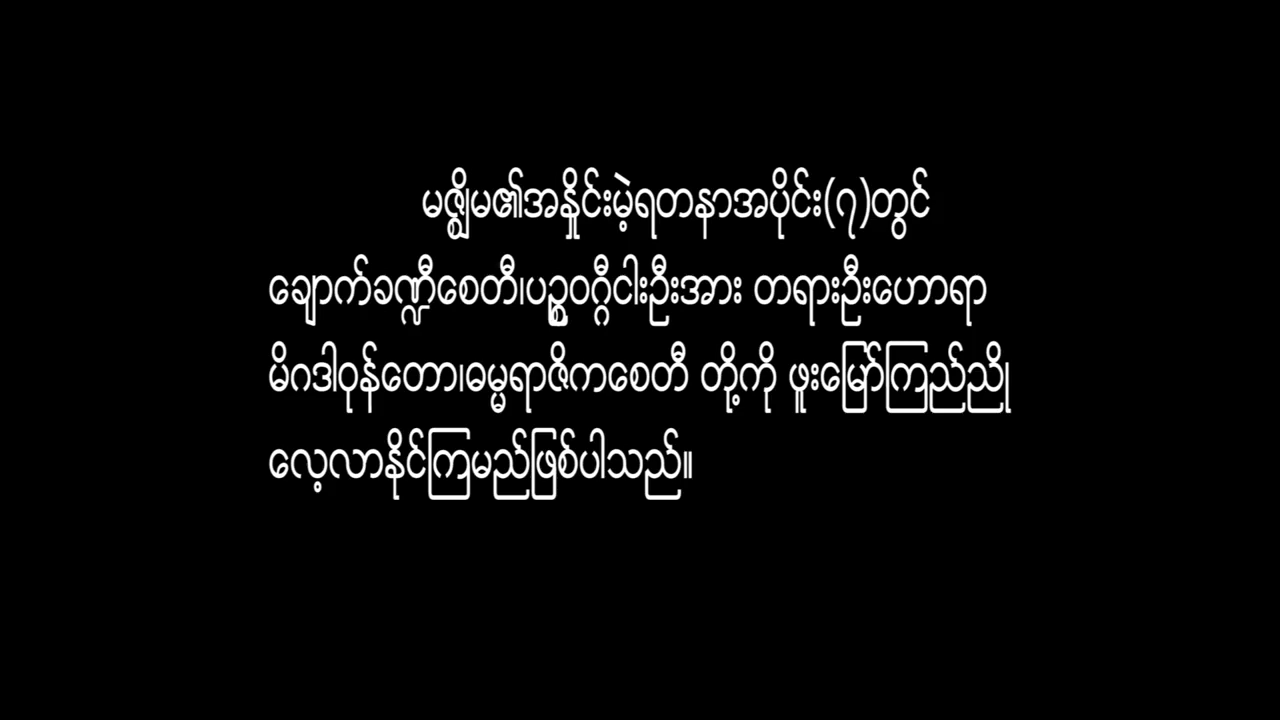 မဇ္ဈိမ၏အနှိုင်းမဲ့ရတနာအပိုင်း(၇)တွင်
ချောက်ခဏ္ဍီစေတီ၊ပဉ္စဝဂ္ဂီငါးဦးအား တရားဦးဟောရာ
မိဂဒါဝုန်တော၊ဓမ္မရာဇိကစေတီ တို့ကို ဖူးမြော်ကြည်ညို
လေ့လာနိုင်ကြမည်ဖြစ်ပါသည်။